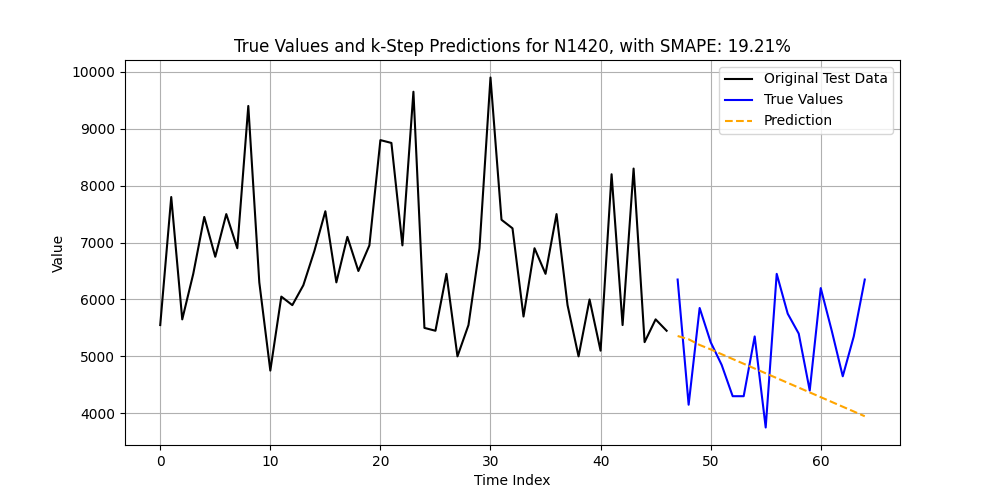 True Values and k-Step Predictions for N1420, with SMAPE: 19.21%
Original Test Data
True Values
Prediction
Value
10000
9000
8000
7000
6000
5000
4000
0 10 20 30 40 50 60
Time Index